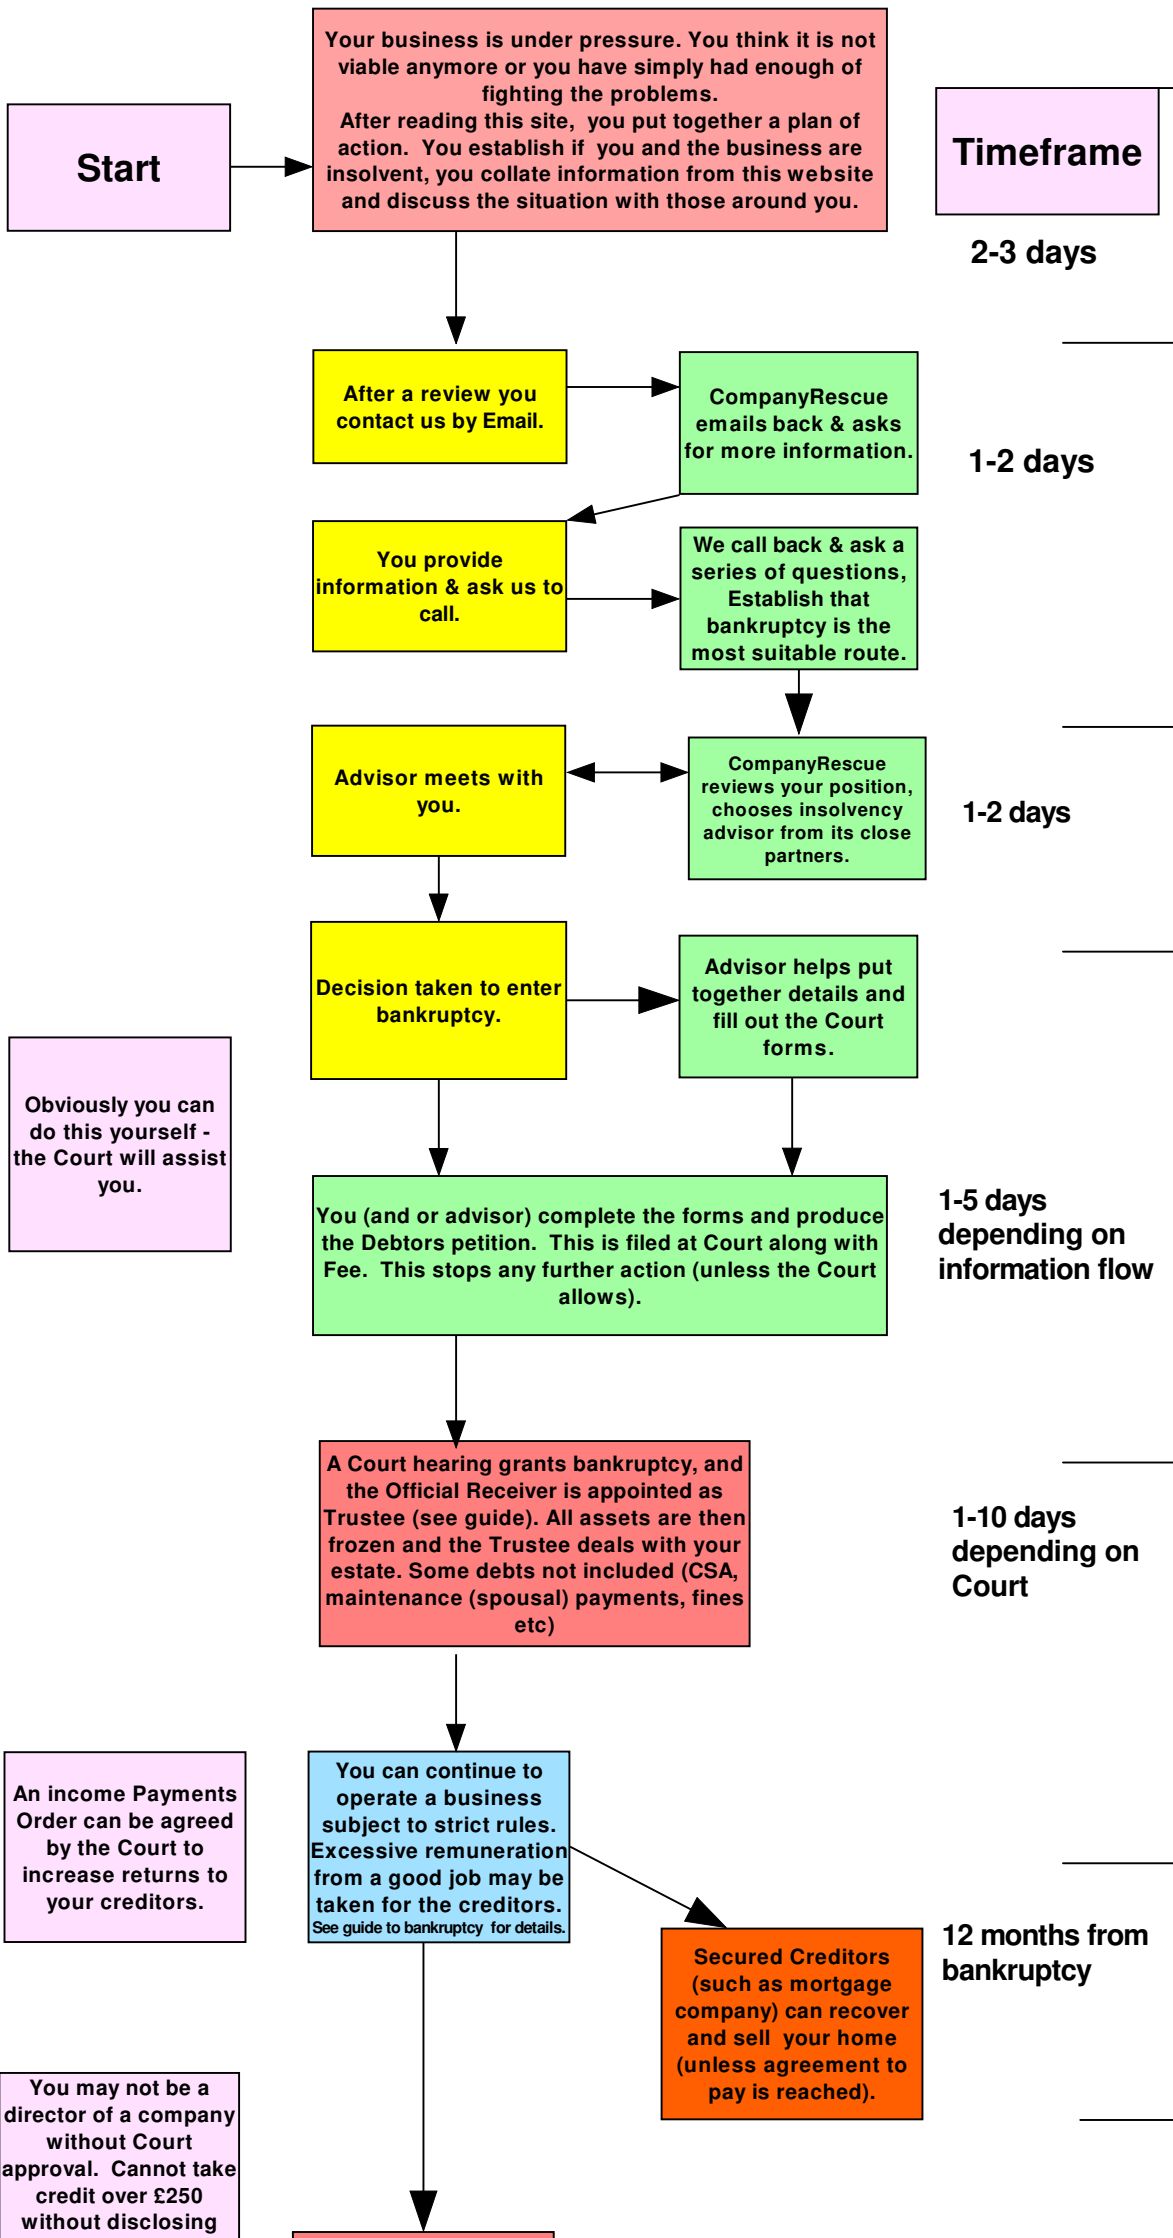 Your business is under pressure. You think it is not
viable anymore or you have simply had enough of
fighting the problems.
After reading this site,  you put together a plan of
action.  You establish if  you and the business are
insolvent, you collate information from this website
and discuss the situation with those around you.
Start
Timeframe
2-3 days
After a review you
contact us by Email.
CompanyRescue
emails back & asks
for more information.
1-2 days
You provide
information & ask us to
call.
We call back & ask a
series of questions,
Establish that
bankruptcy is the
most suitable route.
Advisor meets with
you.
CompanyRescue
reviews your position,
chooses insolvency
advisor from its close
partners.
1-2 days
Decision taken to enter
bankruptcy.
Advisor helps put
together details and
fill out the Court
forms.
Obviously you can
do this yourself -
the Court will assist
you.
You (and or advisor) complete the forms and produce
the Debtors petition.  This is filed at Court along with
Fee.  This stops any further action (unless the Court
allows).
1-5 days
depending on
information flow
A Court hearing grants bankruptcy, and
the Official Receiver is appointed as
Trustee (see guide). All assets are then
frozen and the Trustee deals with your
estate. Some debts not included (CSA,
maintenance (spousal) payments, fines
etc)
1-10 days
depending on
Court
An income Payments
Order can be agreed
by the Court to
increase returns to
your creditors.
You can continue to
operate a business
subject to strict rules.
Excessive remuneration
from a good job may be
taken for the creditors.
See guide to bankruptcy  for details.
Secured Creditors
(such as mortgage
company) can recover
and sell  your home
(unless agreement to
pay is reached).
12 months from
bankruptcy
You may not be a
director of a company
without Court
approval.  Cannot take
credit over £250
without disclosing